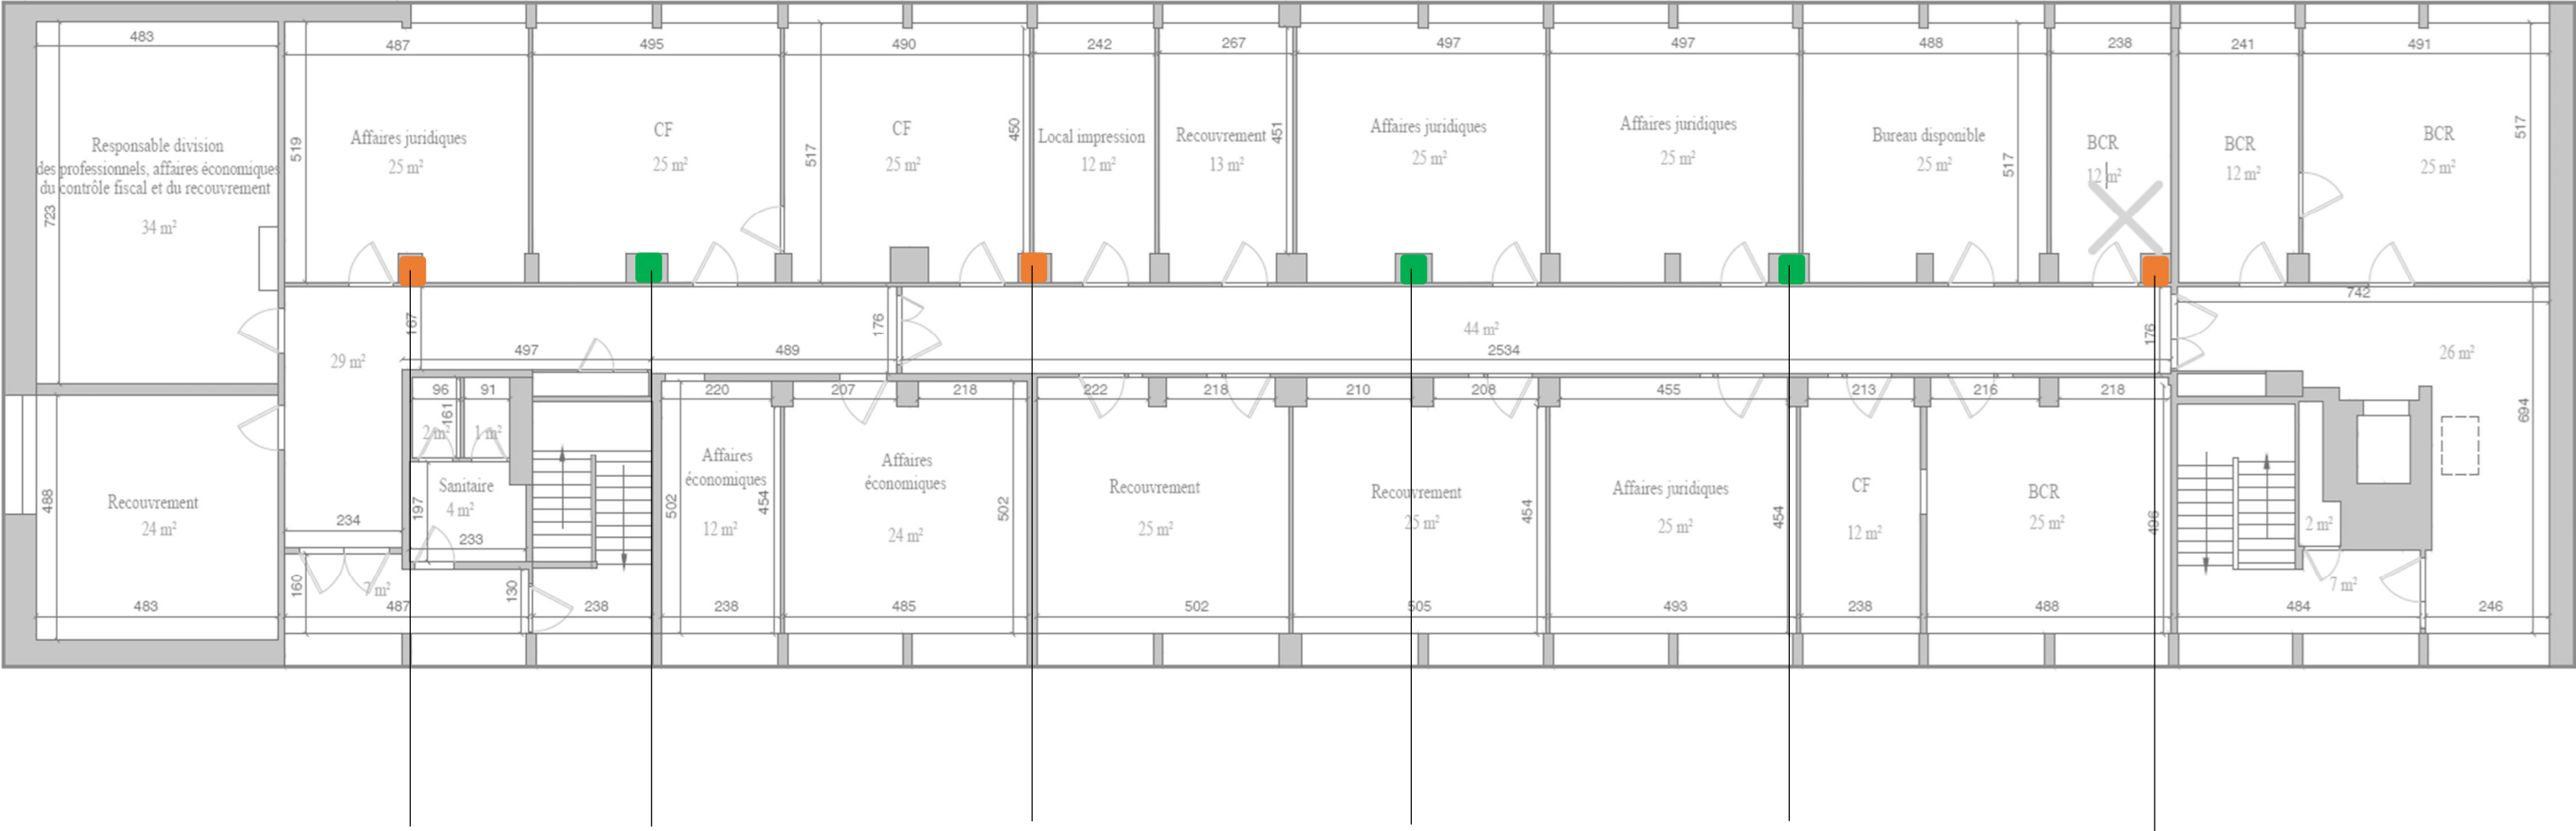 483
487
495
490
242
267
497
497
488
238
241
491
Responsable division
des professionnels, affaires économiques
du contrôle fiscal et du recouvrement
34 m²
723
519
Affaires juridiques
25 m²
CF
25 m²
517
CF
25 m²
450
Local impression
12 m²
Recouvrement
13 m²
451
Affaires juridiques
25 m²
Affaires juridiques
25 m²
Bureau disponible
25 m²
517
BCR
12 m²
BCR
12 m²
BCR
25 m²
517
742
167
29 m²
497
489
176
44 m²
2534
176
26 m²
96
91
161
2 m²
1 m²
220
207
218
222
218
210
208
455
213
216
218
694
488
Recouvrement
24 m²
234
197
Sanitaire
4 m²
233
502
Affaires
économiques
12 m²
454
Affaires
économiques
24 m²
502
Recouvrement
25 m²
Recouvrement
25 m²
454
Affaires juridiques
25 m²
454
CF
12 m²
BCR
25 m²
496
2 m²
7 m²
160
7 m²
130
483
487
238
238
485
502
505
493
238
488
484
246